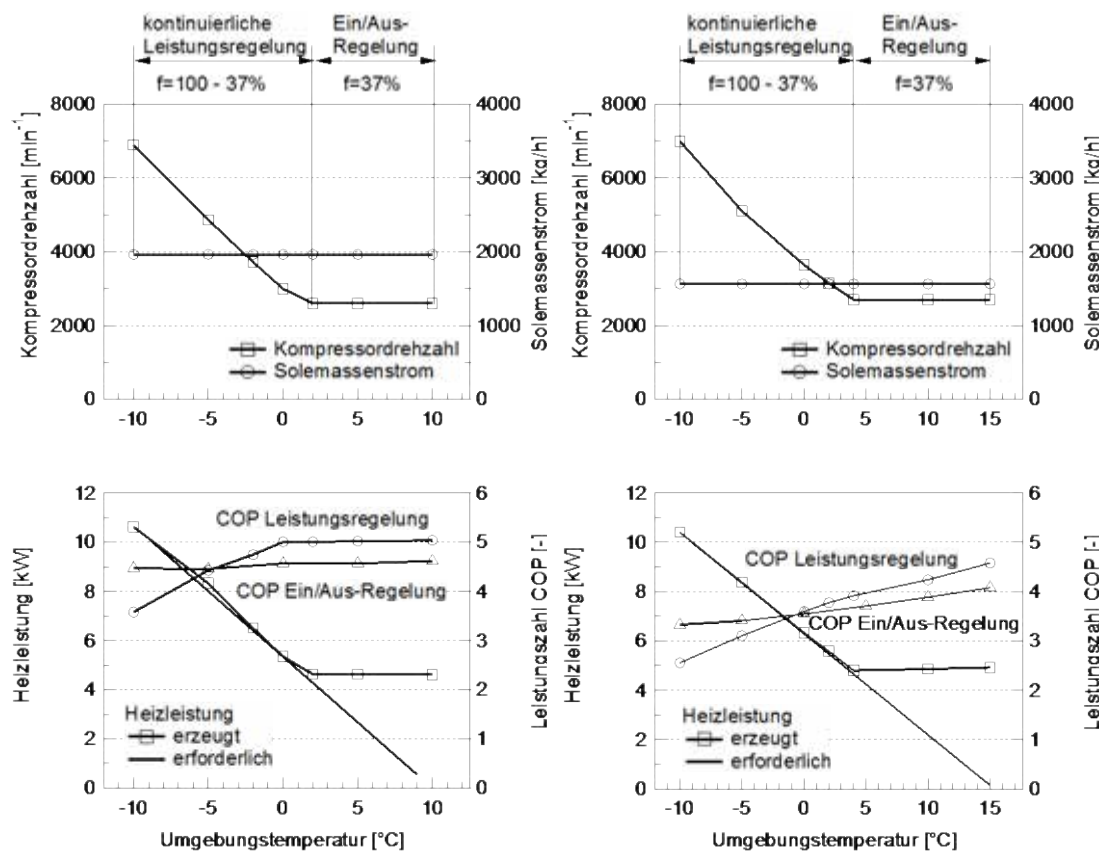 kontinuierliche Leistungsregelung
Ein/Aus-Regelung
f=100 - 37%
f=37%
8000
6000
4000
2000
0
Kompressordrehzahl [min⁻¹]
4000
3000
2000
1000
0
Solemassenstrom [kg/h]
Kompressordrehzahl
Solemassenstrom
-10
-5
0
5
10
kontinuierliche Leistungsregelung
Ein/Aus-Regelung
f=100 - 37%
f=37%
8000
6000
4000
2000
0
Kompressordrehzahl [min⁻¹]
4000
3000
2000
1000
0
Solemassenstrom [kg/h]
Kompressordrehzahl
Solemassenstrom
-10
-5
0
5
10
15
12
10
8
6
4
2
0
Heizleistung [kW]
6
5
4
3
2
1
0
Leistungszahl COP [-]
COP Leistungsregelung
COP Ein/Aus-Regelung
Heizleistung
erzeugt
erforderlich
-10
-5
0
5
10
Umgebungstemperatur [°C]
12
10
8
6
4
2
0
Heizleistung [kW]
6
5
4
3
2
1
0
Leistungszahl COP [-]
COP Leistungsregelung
COP Ein/Aus-Regelung
Heizleistung
erzeugt
erforderlich
-10
-5
0
5
10
15
Umgebungstemperatur [°C]